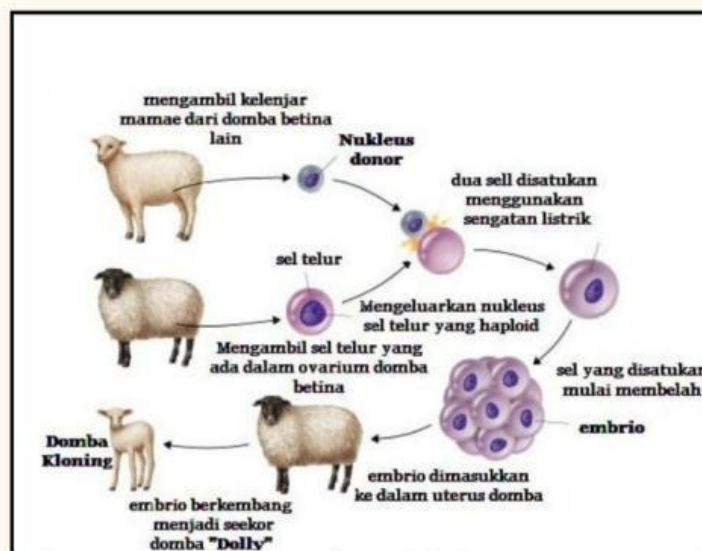 mengambil kelenjar
mamae dari domba betina
lain
Nukleus
donor
dua sell disatukan
menggunakan
sengatan listrik
sel telur
Mengeluarkan nukleus
sel telur yang haploid
Mengambil sel telur yang
ada dalam ovarium domba
betina
sel yang disatukan
mulai membelah
embrio
embrio dimasukkan
ke dalam uterus domba
Domba
Kloning
embrio berkembang
menjadi seekor
domba "Dolly"